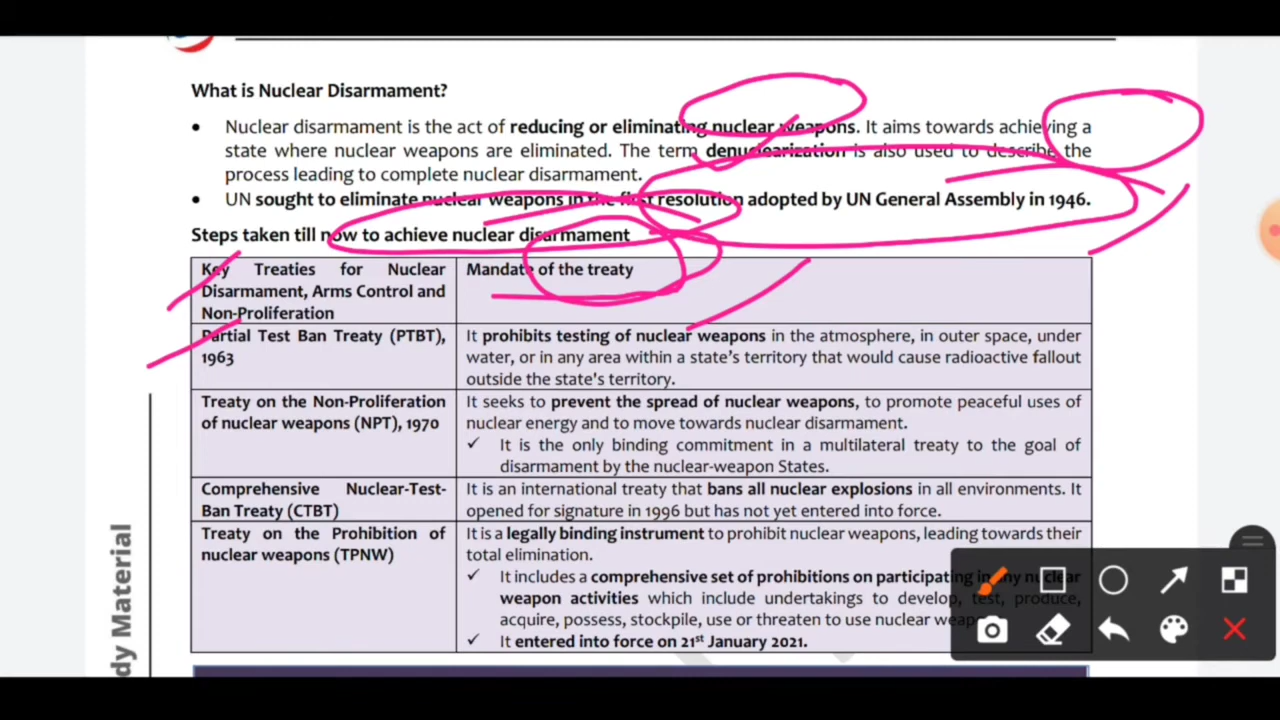 What is Nuclear Disarmament?
• Nuclear disarmament is the act of reducing or eliminating nuclear weapons. It aims towards achieving a
state where nuclear weapons are eliminated. The term denuclearization is also used to describe the
process leading to complete nuclear disarmament.
• UN sought to eliminate nuclear weapons in the first resolution adopted by UN General Assembly in 1946.
Steps taken till now to achieve nuclear disarmament
Key Treaties for Nuclear
Disarmament, Arms Control and
Non-Proliferation
Mandate of the treaty
Partial Test Ban Treaty (PTBT),
1963
It prohibits testing of nuclear weapons in the atmosphere, in outer space, under
water, or in any area within a state's territory that would cause radioactive fallout
outside the state's territory.
Treaty on the Non-Proliferation
of nuclear weapons (NPT), 1970
It seeks to prevent the spread of nuclear weapons, to promote peaceful uses of
nuclear energy and to move towards nuclear disarmament.
✓ It is the only binding commitment in a multilateral treaty to the goal of
disarmament by the nuclear-weapon States.
Comprehensive Nuclear-Test-
Ban Treaty (CTBT)
It is an international treaty that bans all nuclear explosions in all environments. It
opened for signature in 1996 but has not yet entered into force.
Treaty on the Prohibition of
nuclear weapons (TPNW)
It is a legally binding instrument to prohibit nuclear weapons, leading towards their
total elimination.
✓ It includes a comprehensive set of prohibitions on participating in any nuclear
weapon activities which include undertakings to develop, test, produce,
acquire, possess, stockpile, use or threaten to use nuclear
✓ It entered into force on 21st January 2021.
dy Material